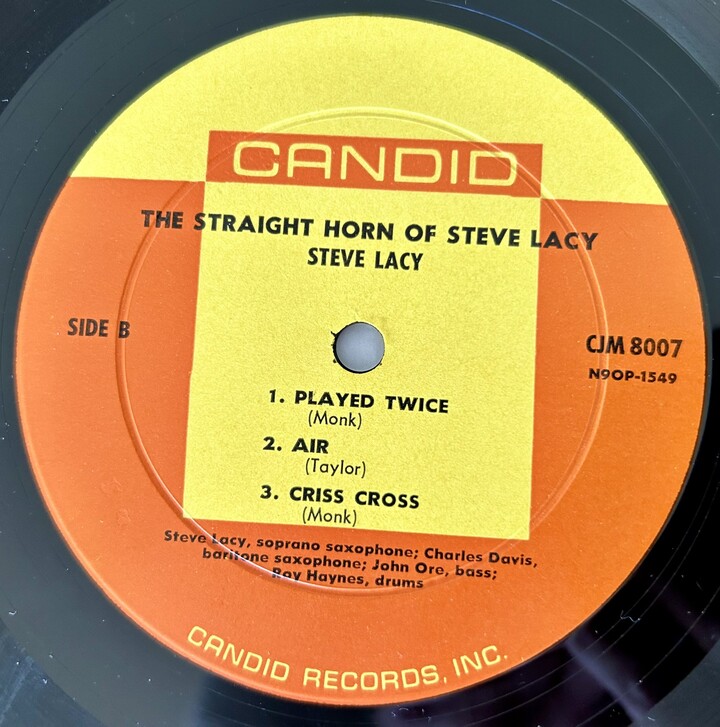 CANDID
THE STRAIGHT HORN OF STEVE LACY
STEVE LACY
SIDE B
CJM 8007
N9OP-1549
1. PLAYED TWICE
(Monk)
2. AIR
(Taylor)
3. CRISS CROSS
(Monk)
Steve Lacy, soprano saxophone; Charles Davis,
baritone saxophone; John Ore, bass;
Roy Haynes, drums
CANDID RECORDS, INC.